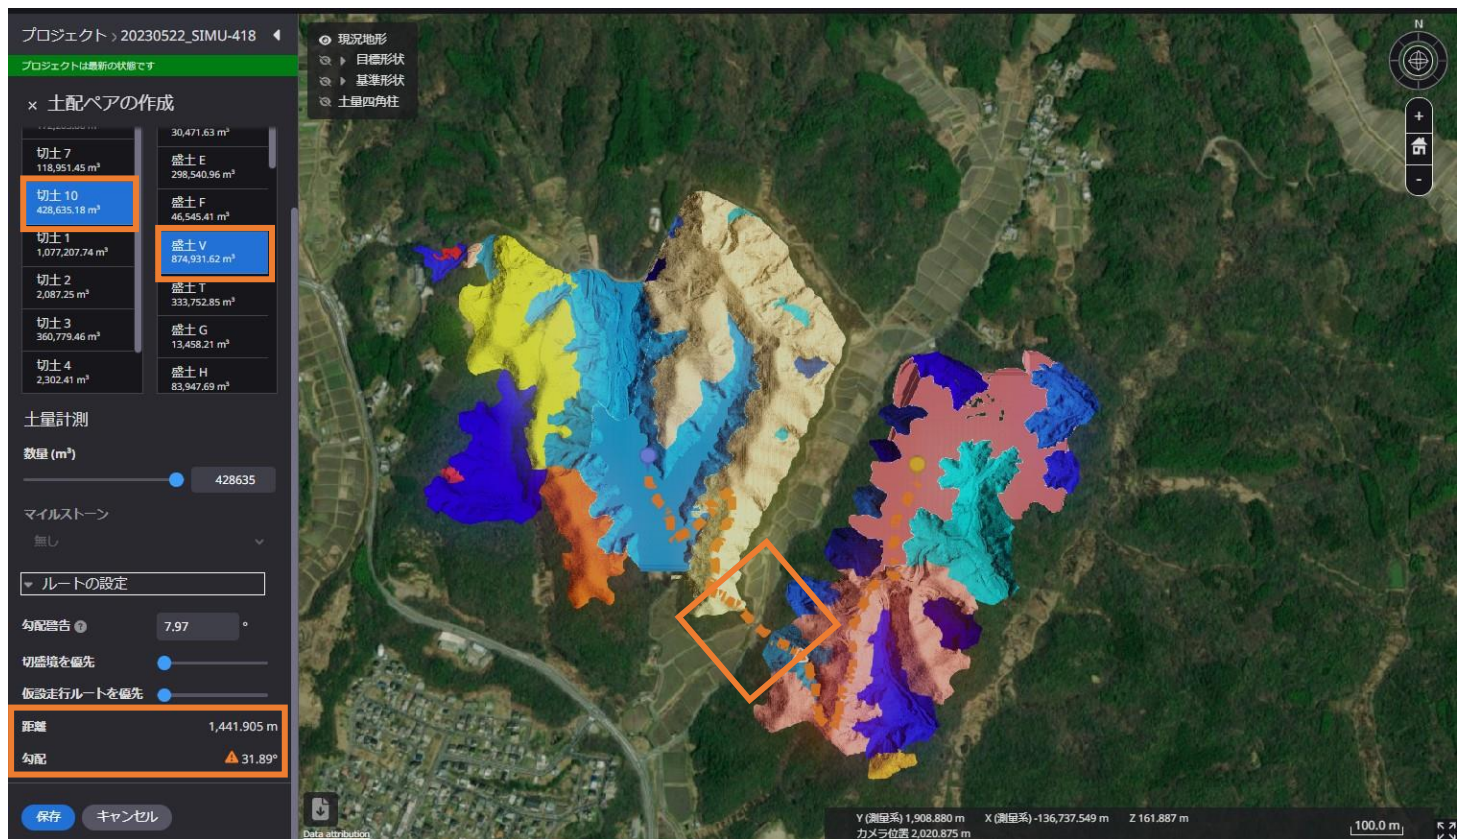 プロジェクト › 20230522_SIMU-418
プロジェクトは最新の状態です
× 土配ペアの作成
切土 7
118,951.45 m³
切土 10
428,635.18 m³
切土 1
1,077,207.74 m³
切土 2
2,087.25 m³
切土 3
360,779.46 m³
切土 4
2,302.41 m³
30,471.63 m³
盛土 E
298,540.96 m³
盛土 F
46,545.41 m³
盛土 V
874,931.62 m³
盛土 T
333,752.85 m³
盛土 G
13,458.21 m³
盛土 H
83,947.69 m³
土量計測
数量 (m³)
428635
マイルストーン
無し
ルートの設定
勾配警告 ? 7.97 °
切盛境を優先
仮設走行ルートを優先
距離 1,441.905 m
勾配 31.89°
保存 キャンセル
現況地形
目標形状
基準形状
土量四角柱
N
+
-
Data attribution
Y (測量系) 1,908.880 m X (測量系) -136,737.549 m Z 161.887 m
カメラ位置 2,020.875 m
100.0 m